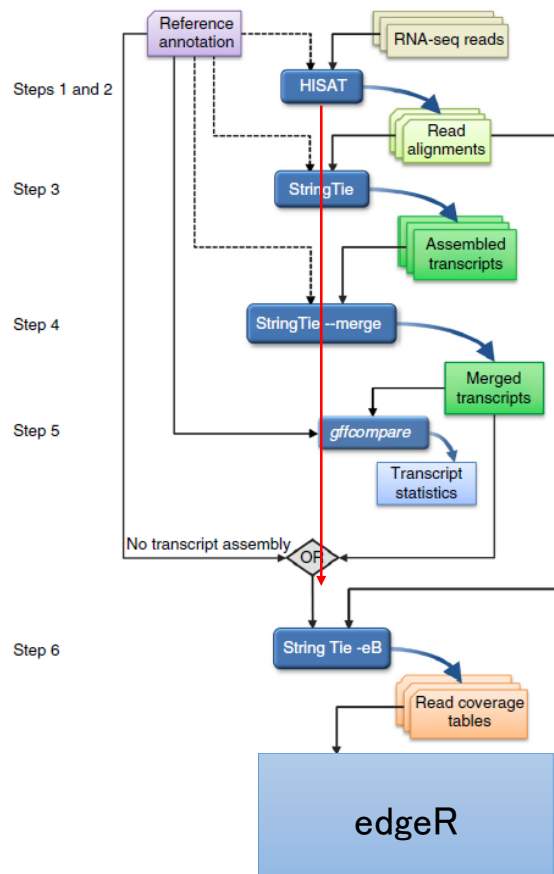 Reference
annotation
RNA-seq reads
Steps 1 and 2
HISAT
Read
alignments
Step 3
StringTie
Assembled
transcripts
Step 4
StringTie --merge
Merged
transcripts
Step 5
gffcompare
Transcript
statistics
No transcript assembly
OR
Step 6
String Tie -eB
Read coverage
tables
edgeR